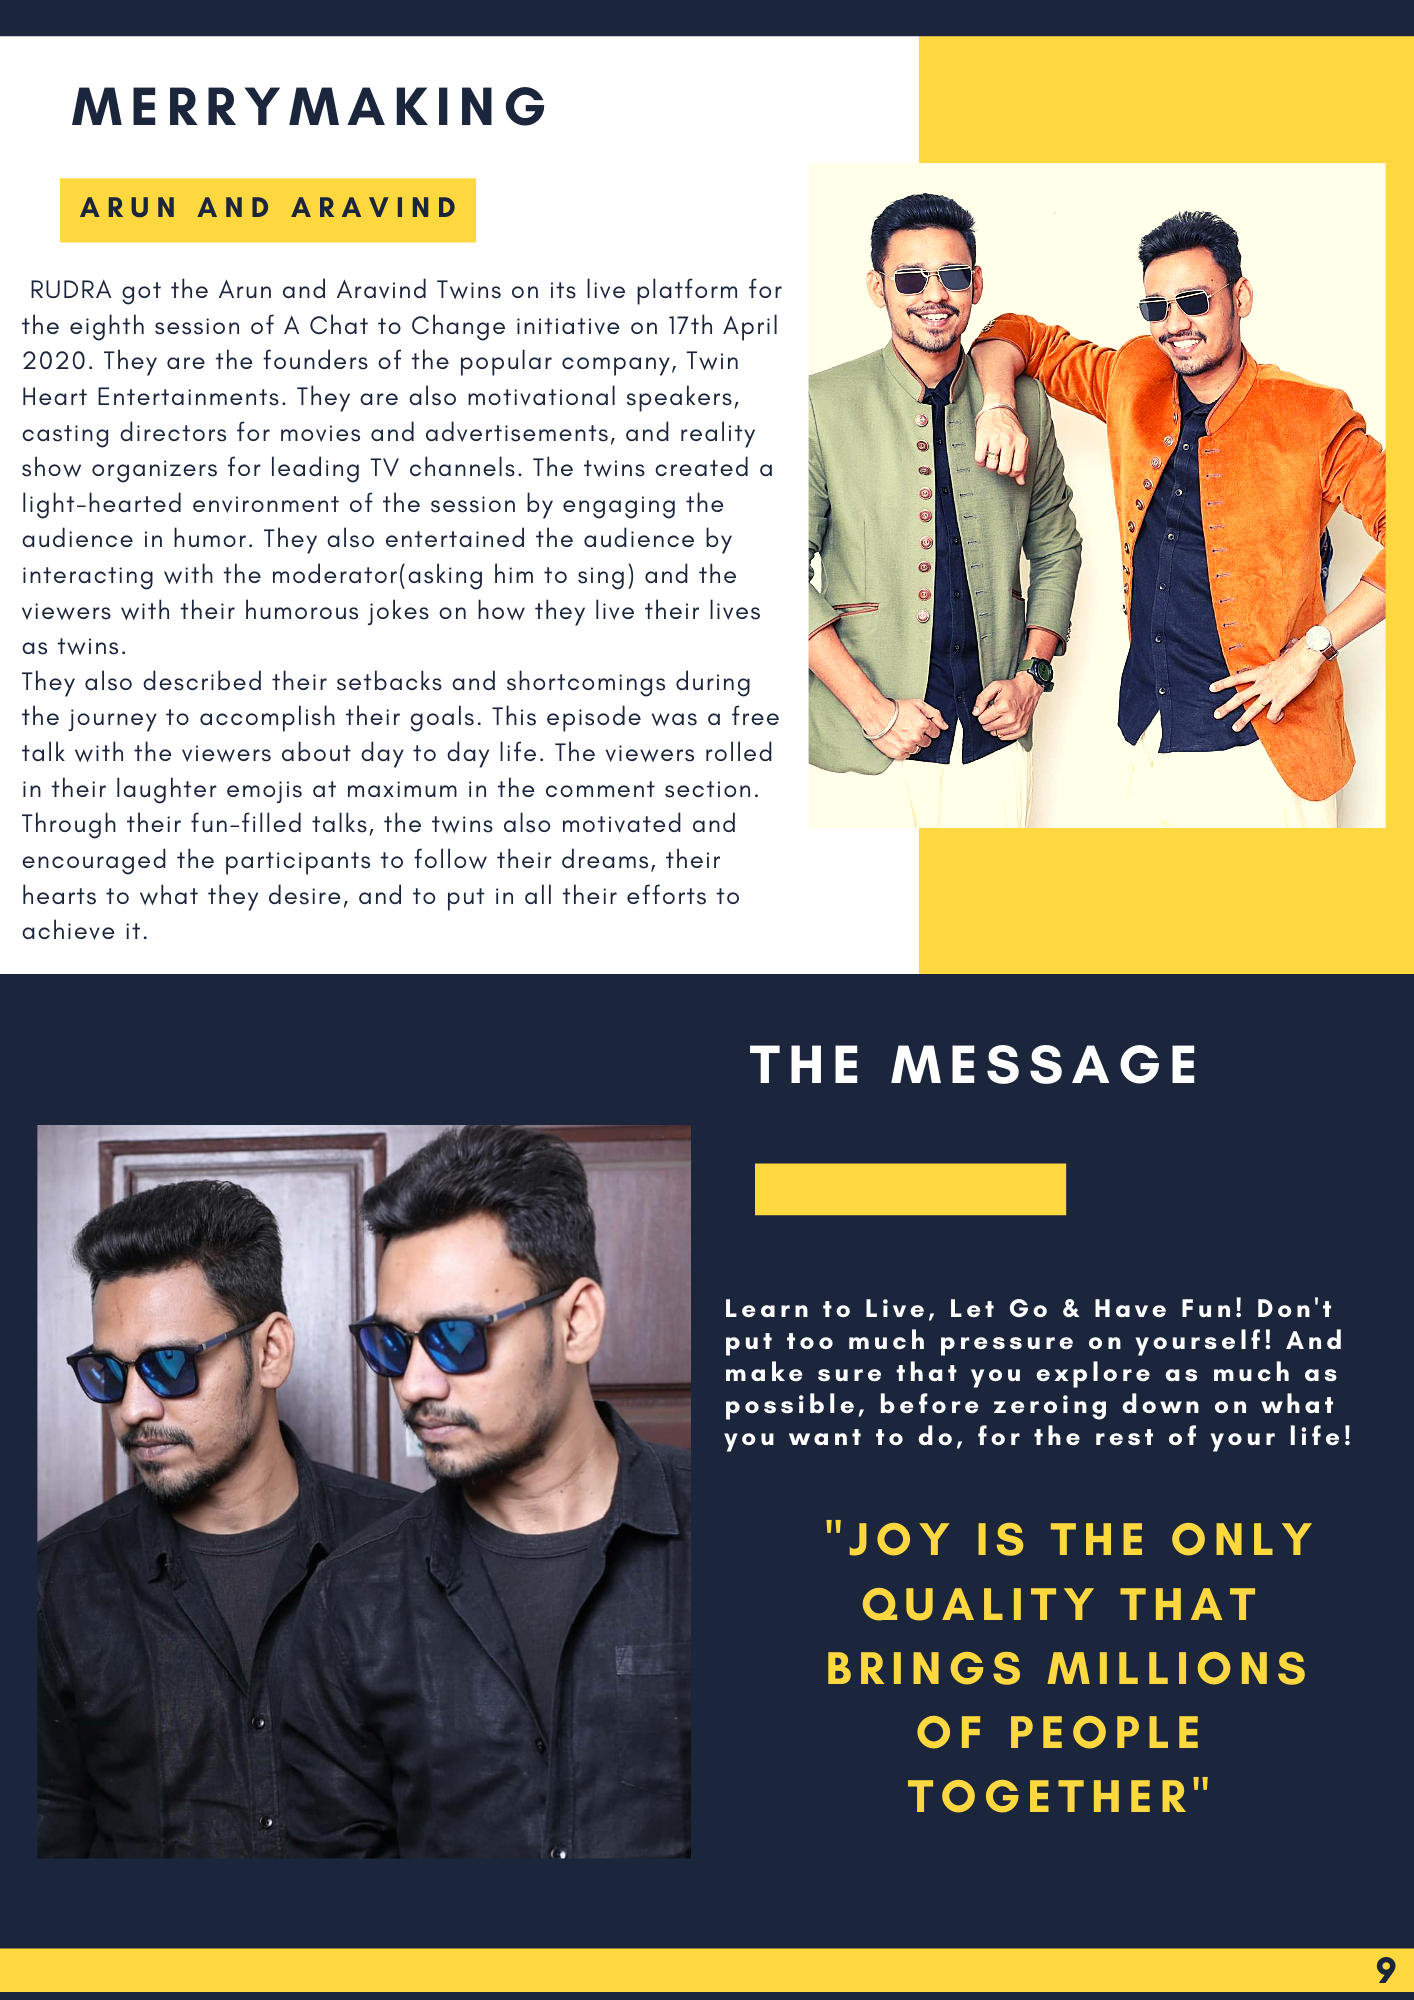 MERRYMAKING
ARUN AND ARAVIND
RUDRA got the Arun and Aravind Twins on its live platform for
the eighth session of A Chat to Change initiative on 17th April
2020. They are the founders of the popular company, Twin
Heart Entertainments. They are also motivational speakers,
casting directors for movies and advertisements, and reality
show organizers for leading TV channels. The twins created a
light-hearted environment of the session by engaging the
audience in humor. They also entertained the audience by
interacting with the moderator(asking him to sing) and the
viewers with their humorous jokes on how they live their lives
as twins.
They also described their setbacks and shortcomings during
the journey to accomplish their goals. This episode was a free
talk with the viewers about day to day life. The viewers rolled
in their laughter emojis at maximum in the comment section.
Through their fun-filled talks, the twins also motivated and
encouraged the participants to follow their dreams, their
hearts to what they desire, and to put in all their efforts to
achieve it.
THE MESSAGE
Learn to Live, Let Go & Have Fun! Don't
put too much pressure on yourself! And
make sure that you explore as much as
possible, before zeroing down on what
you want to do, for the rest of your life!
"JOY IS THE ONLY
QUALITY THAT
BRINGS MILLIONS
OF PEOPLE
TOGETHER"
9